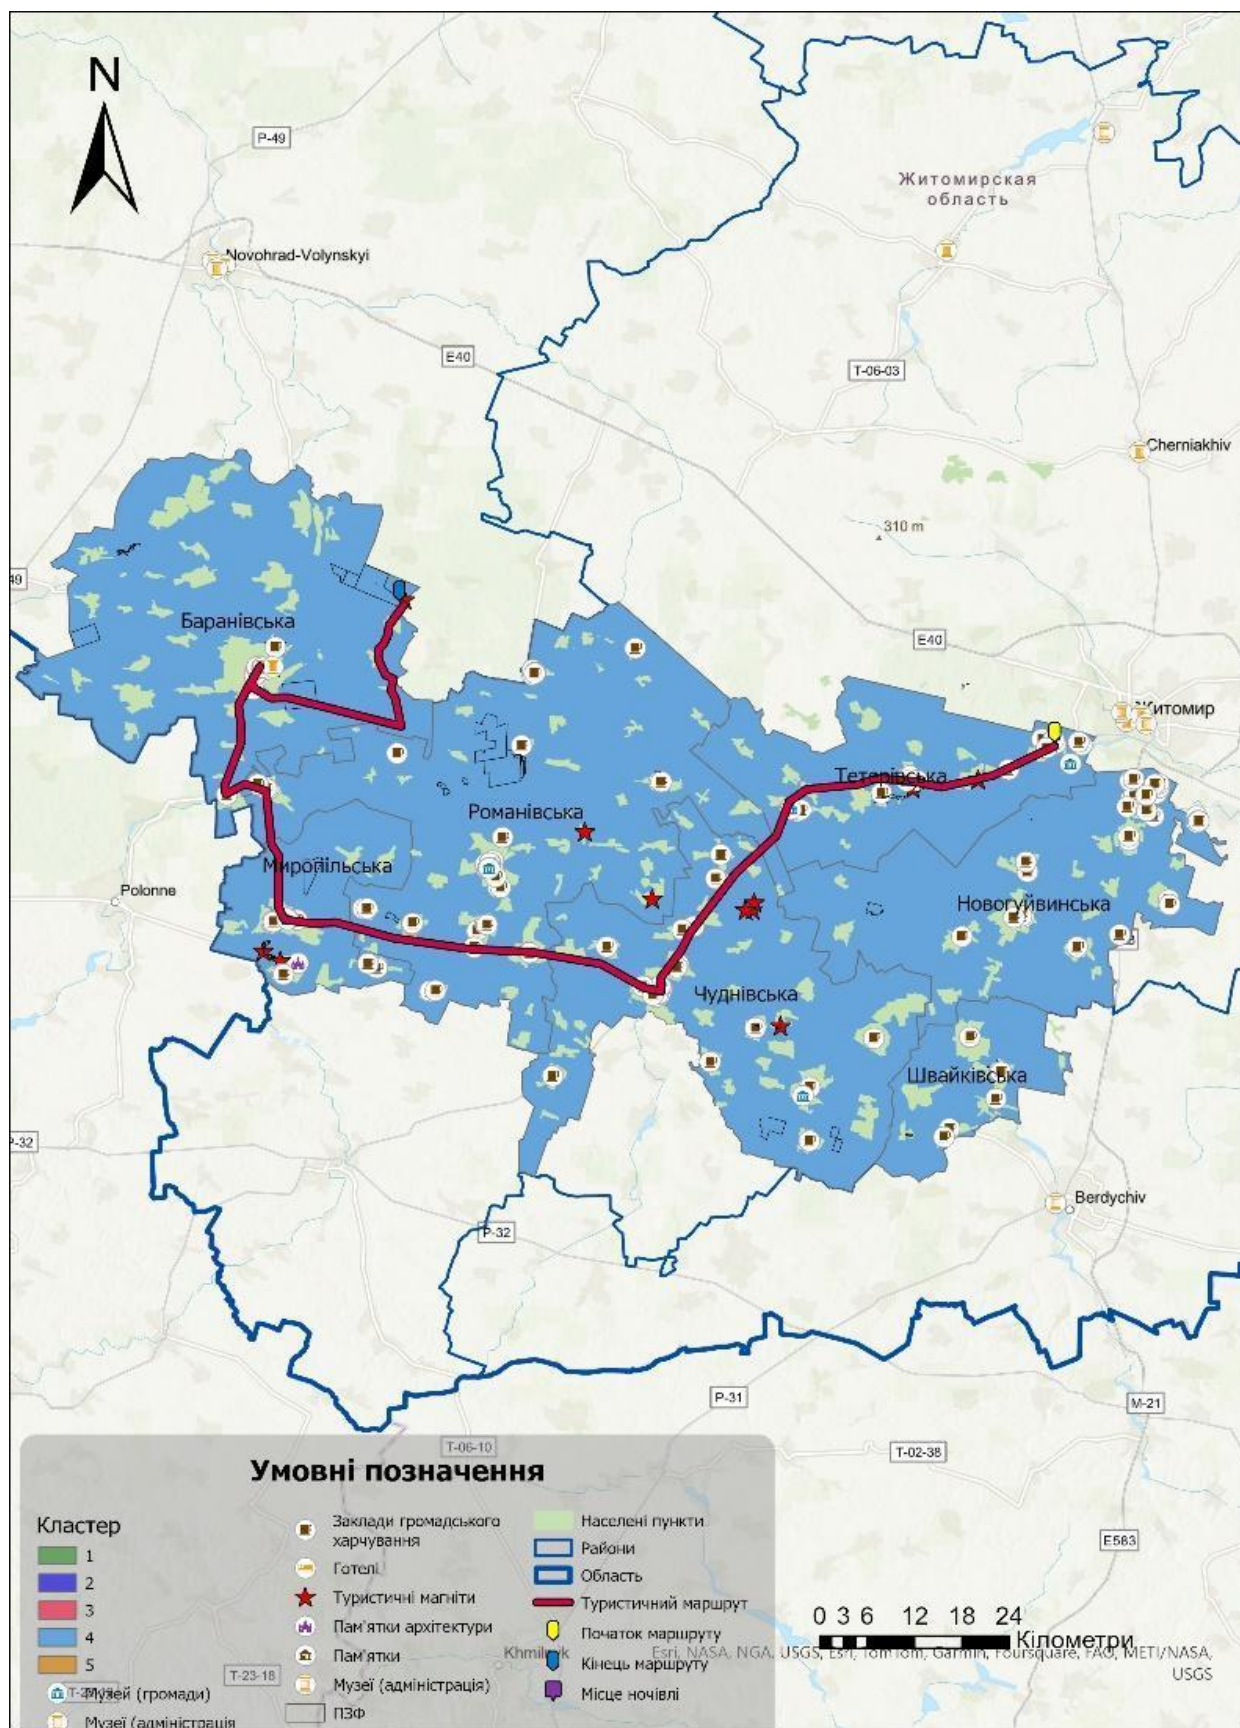 N
P-49
Житомирская
область
Novohrad-Volynskyi
E40
T-06-03
Cherniakhiv
310 m
49
Баранівська
E40
Житомир
Тетерівська
Романівська
Миропільська
Polonne
Новогуйвинська
Чуднівська
Швайківська
P-32
Berdychiv
P-32
P-31
M-21
T-06-10
T-02-38
E583
Умовні позначення
Кластер
1
2
3
4
5
Музей (громади)
Музеї (адміністрація
Заклади громадського
харчування
Готелі
Туристичні магніти
Пам'ятки архітектури
Пам'ятки
Музеї (адміністрація)
ПЗФ
Населені пункти
Райони
Область
Туристичний маршрут
Початок маршруту
Кінець маршруту
Місце ночівлі
T-23-18
0 3 6 12 18 24
Кілометри
Esri, NASA, NGA, USGS, Esri, TomTom, Garmin, Foursquare, FAO, METI/NASA,
USGS